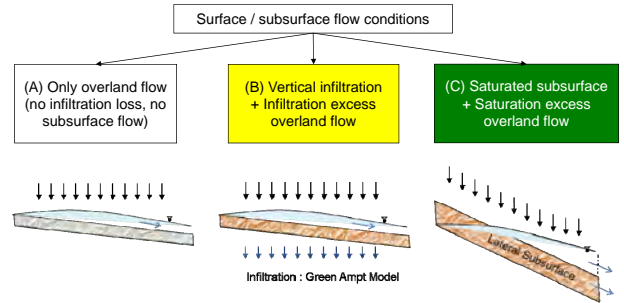 Surface / subsurface flow conditions
(A) Only overland flow
(no infiltration loss, no
subsurface flow)
(B) Vertical infiltration
+ Infiltration excess
overland flow
(C) Saturated subsurface
+ Saturation excess
overland flow
Lateral Subsurface
Infiltration : Green Ampt Model